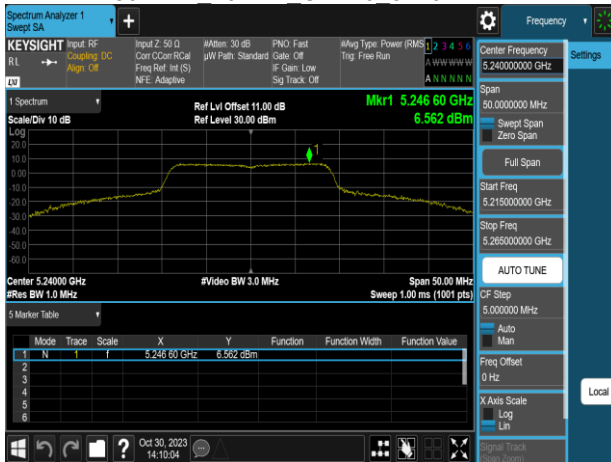 Spectrum Analyzer 1
Swept SA
+
Frequency
KEYSIGHT
RL
LXI
Input: RF
Coupling: DC
Align: Off
Input Z: 50 Ω
Corr CCorr RCal
Freq Ref: Int (S)
NFE: Adaptive
#Atten: 30 dB
µW Path: Standard
PNO: Fast
Gate: Off
IF Gain: Low
Sig Track: Off
#Avg Type: Power (RMS
Trig: Free Run
1 2 3 4 5 6
A W W W W W
A N N N N N
1 Spectrum
Scale/Div 10 dB
Log
Ref Lvl Offset 11.00 dB
Ref Level 30.00 dBm
Mkr1 5.246 60 GHz
6.562 dBm
20.0
10.0
0.00
-10.0
-20.0
-30.0
-40.0
-50.0
-60.0
1
Center 5.24000 GHz
#Res BW 1.0 MHz
#Video BW 3.0 MHz
Span 50.00 MHz
Sweep 1.00 ms (1001 pts)
5 Marker Table
Mode Trace Scale X Y Function Function Width Function Value
1 N 1 f 5.246 60 GHz 6.562 dBm
2
3
4
5
6
?
Oct 30, 2023
14:10:04
Center Frequency
5.240000000 GHz
Span
50.0000000 MHz
Swept Span
Zero Span
Full Span
Start Freq
5.215000000 GHz
Stop Freq
5.265000000 GHz
AUTO TUNE
CF Step
5.000000 MHz
Auto
Man
Freq Offset
0 Hz
X Axis Scale
Log
Lin
Signal Track
(Span Zoom)
Settings
Local